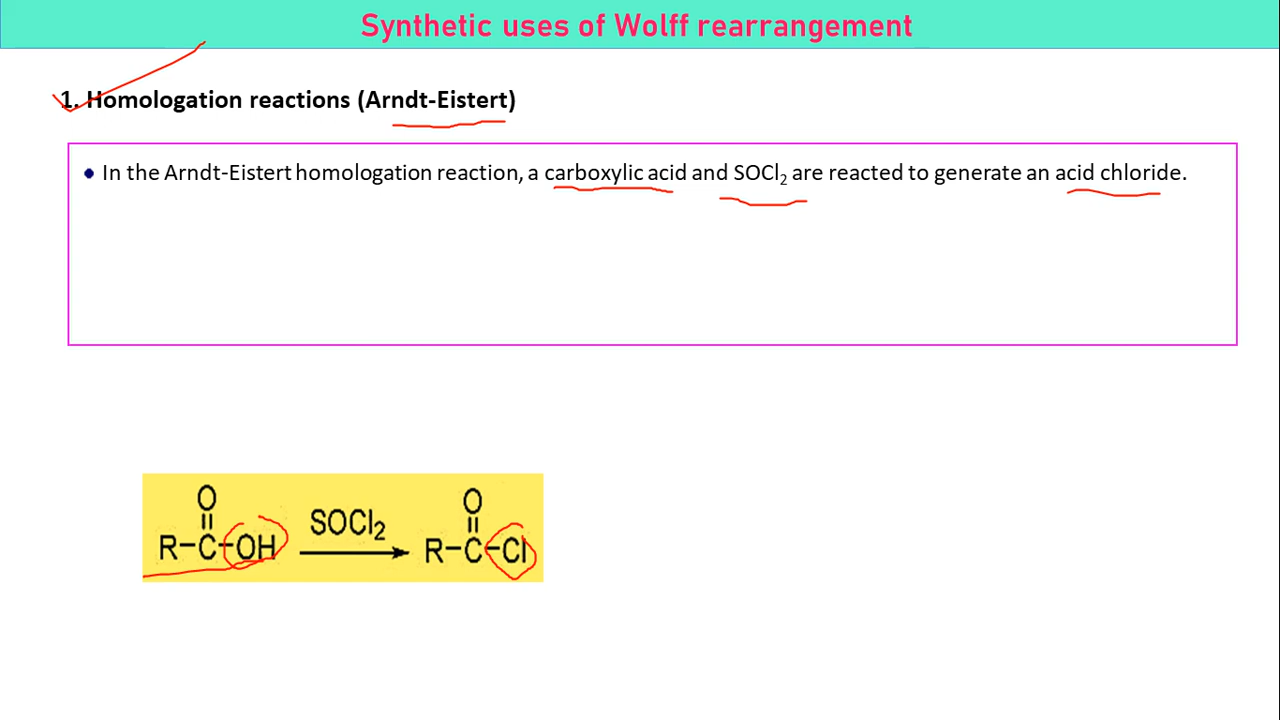 Synthetic uses of Wolff rearrangement
1. Homologation reactions (Arndt-Eistert)
• In the Arndt-Eistert homologation reaction, a carboxylic acid and SOCl₂ are reacted to generate an acid chloride.
O
SOCl₂
O
R-C-OH
R-C-Cl